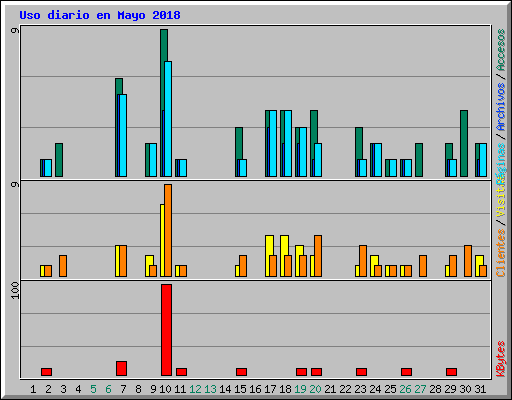 Uso diario en Mayo 2018
9
9
100
Clientes / Visitas
Páginas / Archivos / Accesos
KBytes
1 2 3 4 5 6 7 8 9 10 11 12 13 14 15 16 17 18 19 20 21 22 23 24 25 26 27 28 29 30 31